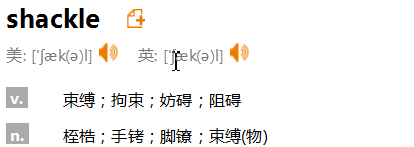 shackle
美: [ˈʃæk(ə)l] 英: [ˈʃæk(ə)l]
v. 束缚；拘束；妨碍；阻碍
n. 桎梏；手铐；脚镣；束缚(物)